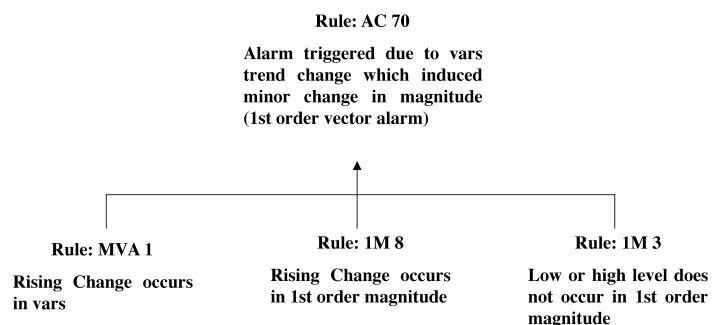 Rule: AC 70
Alarm triggered due to vars
trend change which induced
minor change in magnitude
(1st order vector alarm)
Rule: MVA 1
Rising Change occurs
in vars
Rule: 1M 8
Rising Change occurs
in 1st order magnitude
Rule: 1M 3
Low or high level does
not occur in 1st order
magnitude